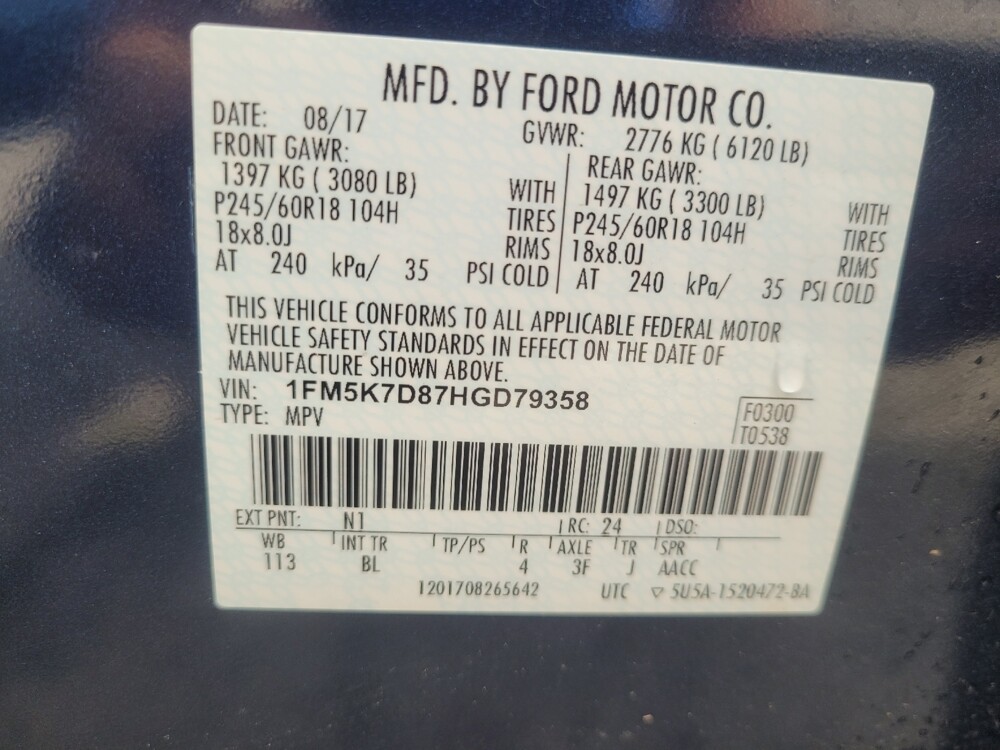 MFD. BY FORD MOTOR CO.
DATE: 08/17 GVWR: 2776 KG ( 6120 LB)
FRONT GAWR: REAR GAWR:
1397 KG ( 3080 LB) WITH 1497 KG ( 3300 LB) WITH
P245/60R18 104H TIRES P245/60R18 104H TIRES
18x8.0J RIMS 18x8.0J RIMS
AT 240 kPa/ 35 PSI COLD AT 240 kPa/ 35 PSI COLD
THIS VEHICLE CONFORMS TO ALL APPLICABLE FEDERAL MOTOR
VEHICLE SAFETY STANDARDS IN EFFECT ON THE DATE OF
MANUFACTURE SHOWN ABOVE.
VIN: 1FM5K7D87HGD79358
TYPE: MPV
F0300
T0538
EXT PNT: N1 RC: 24 DSO:
WB INT TR TP/PS R AXLE TR SPR
113 BL 4 3F J AACC
1201708265642 UTC ▽ 5U5A-1520472-BA